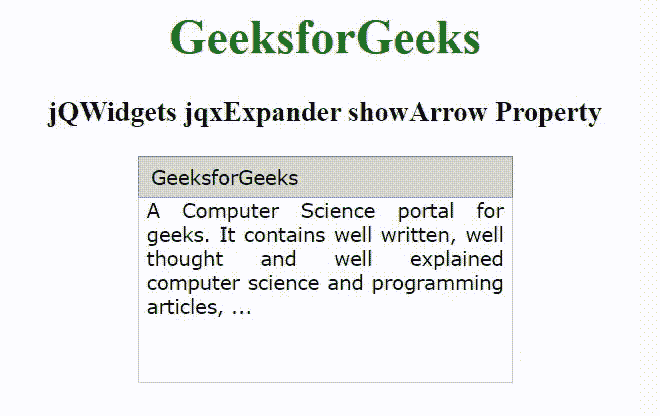 GeeksforGeeks
jQWidgets jqxExpander showArrow Property
GeeksforGeeks
A Computer Science portal for
geeks. It contains well written, well
thought and well explained
computer science and programming
articles, ...